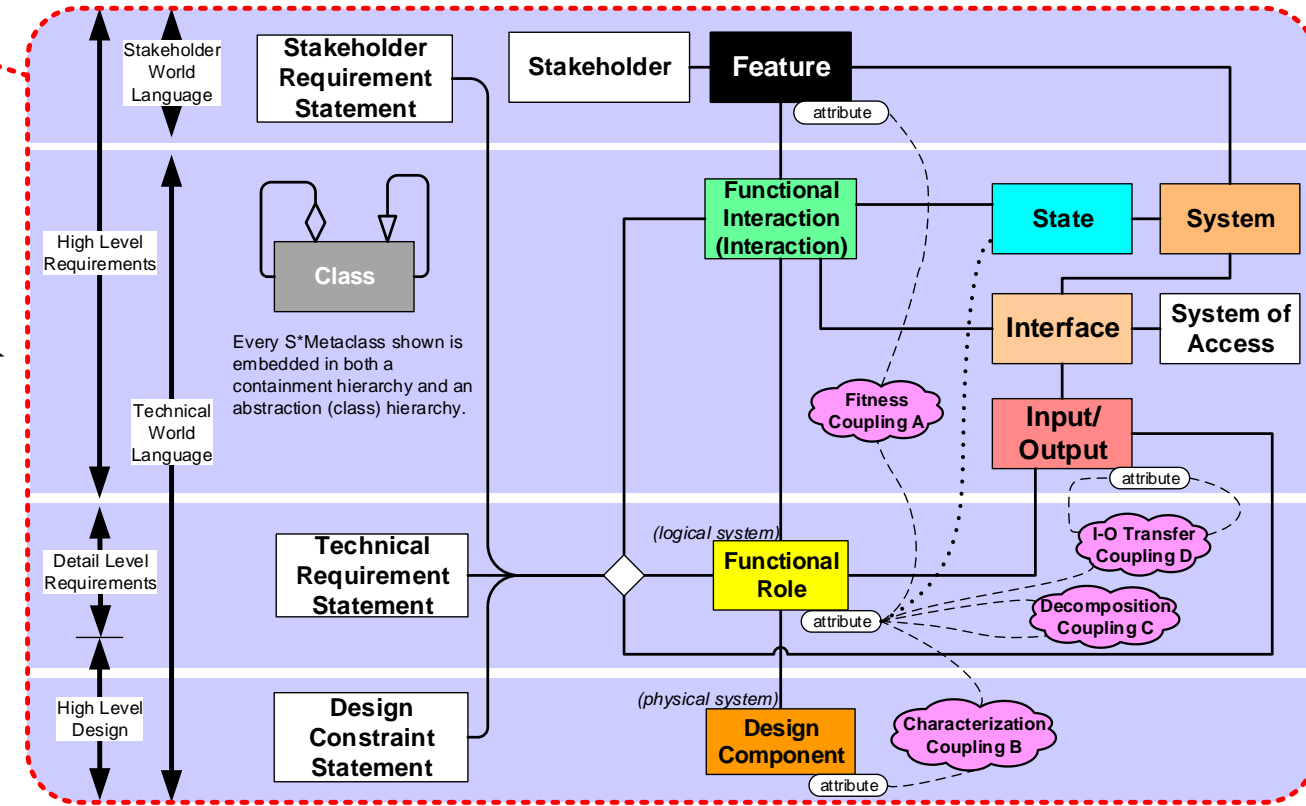 Stakeholder
World
Language
Stakeholder
Requirement
Statement
Stakeholder
Feature
attribute
High Level
Requirements
Class
Every S*Metaclass shown is
embedded in both a
containment hierarchy and an
abstraction (class) hierarchy.
Functional
Interaction
(Interaction)
State
System
Interface
System of
Access
Technical
World
Language
Fitness
Coupling A
Input/
Output
attribute
Detail Level
Requirements
Technical
Requirement
Statement
(logical system)
Functional
Role
attribute
I-O Transfer
Coupling D
Decomposition
Coupling C
High Level
Design
Design
Constraint
Statement
(physical system)
Design
Component
attribute
Characterization
Coupling B